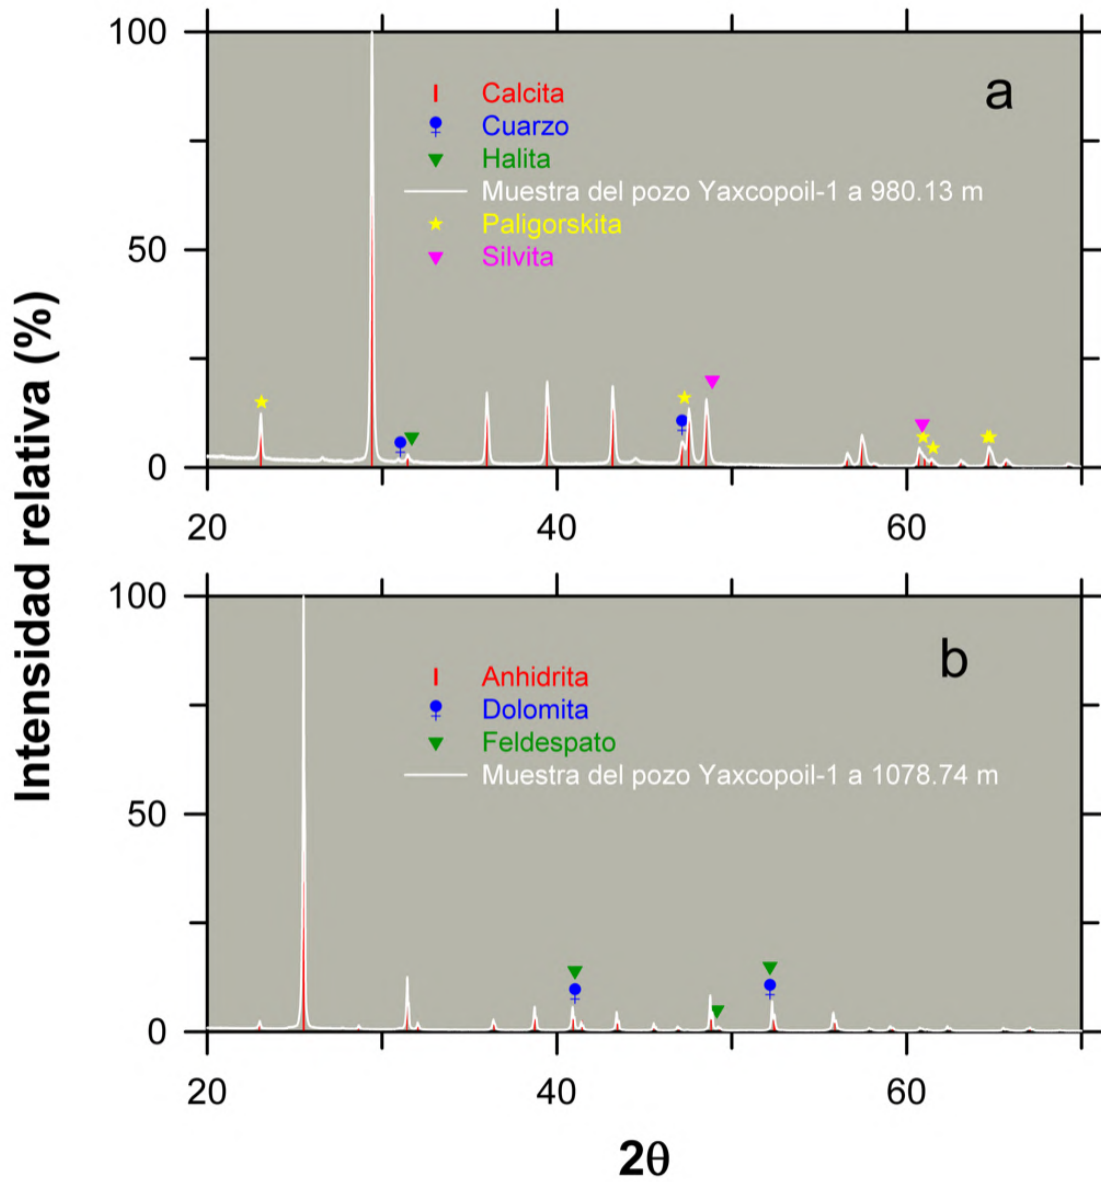 Intensidad relativa (%)
100
50
0
a
Calcita
Cuarzo
Halita
Muestra del pozo Yaxcopoil-1 a 980.13 m
Paligorskita
Silvita
20 40 60
100
50
0
b
Anhidrita
Dolomita
Feldespato
Muestra del pozo Yaxcopoil-1 a 1078.74 m
20 40 60
2θ